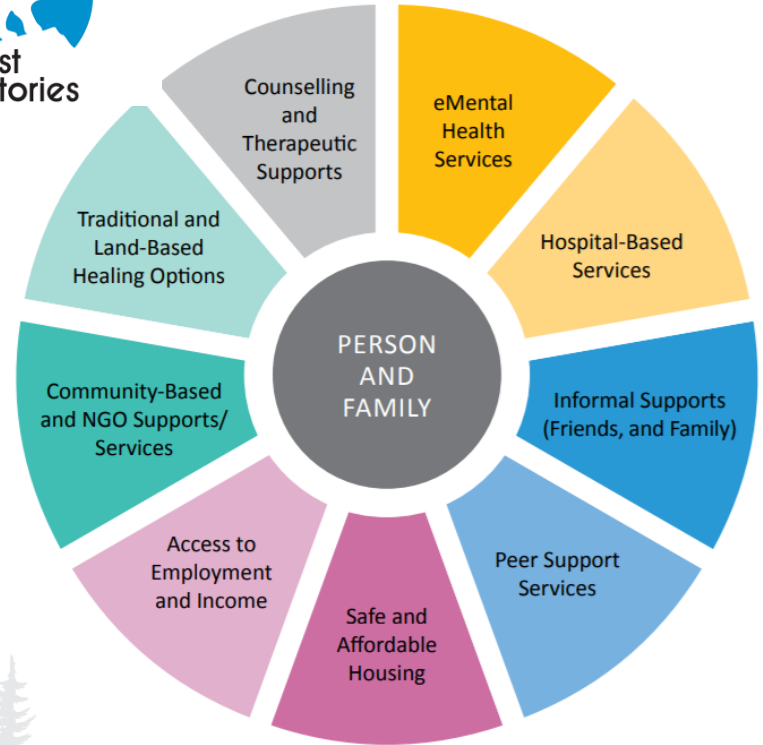 st
tories
Counselling
and
Therapeutic
Supports
eMental
Health
Services
Hospital-Based
Services
Informal Supports
(Friends, and Family)
Peer Support
Services
Safe and
Affordable
Housing
Access to
Employment
and Income
Community-Based
and NGO Supports/
Services
Traditional and
Land-Based
Healing Options
PERSON
AND
FAMILY